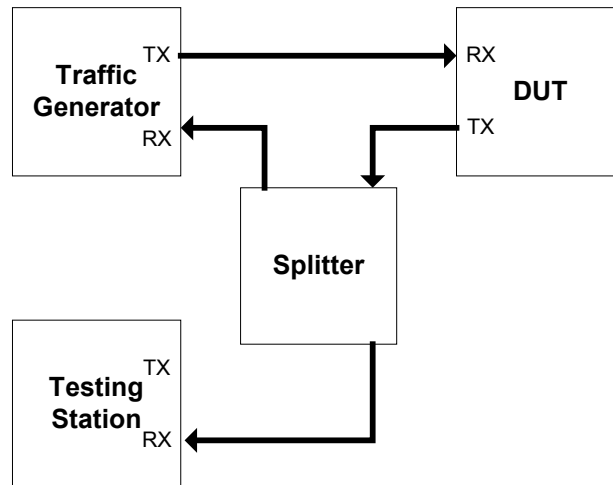 Traffic
Generator
TX
RX
RX
DUT
TX
Splitter
Testing
Station
TX
RX